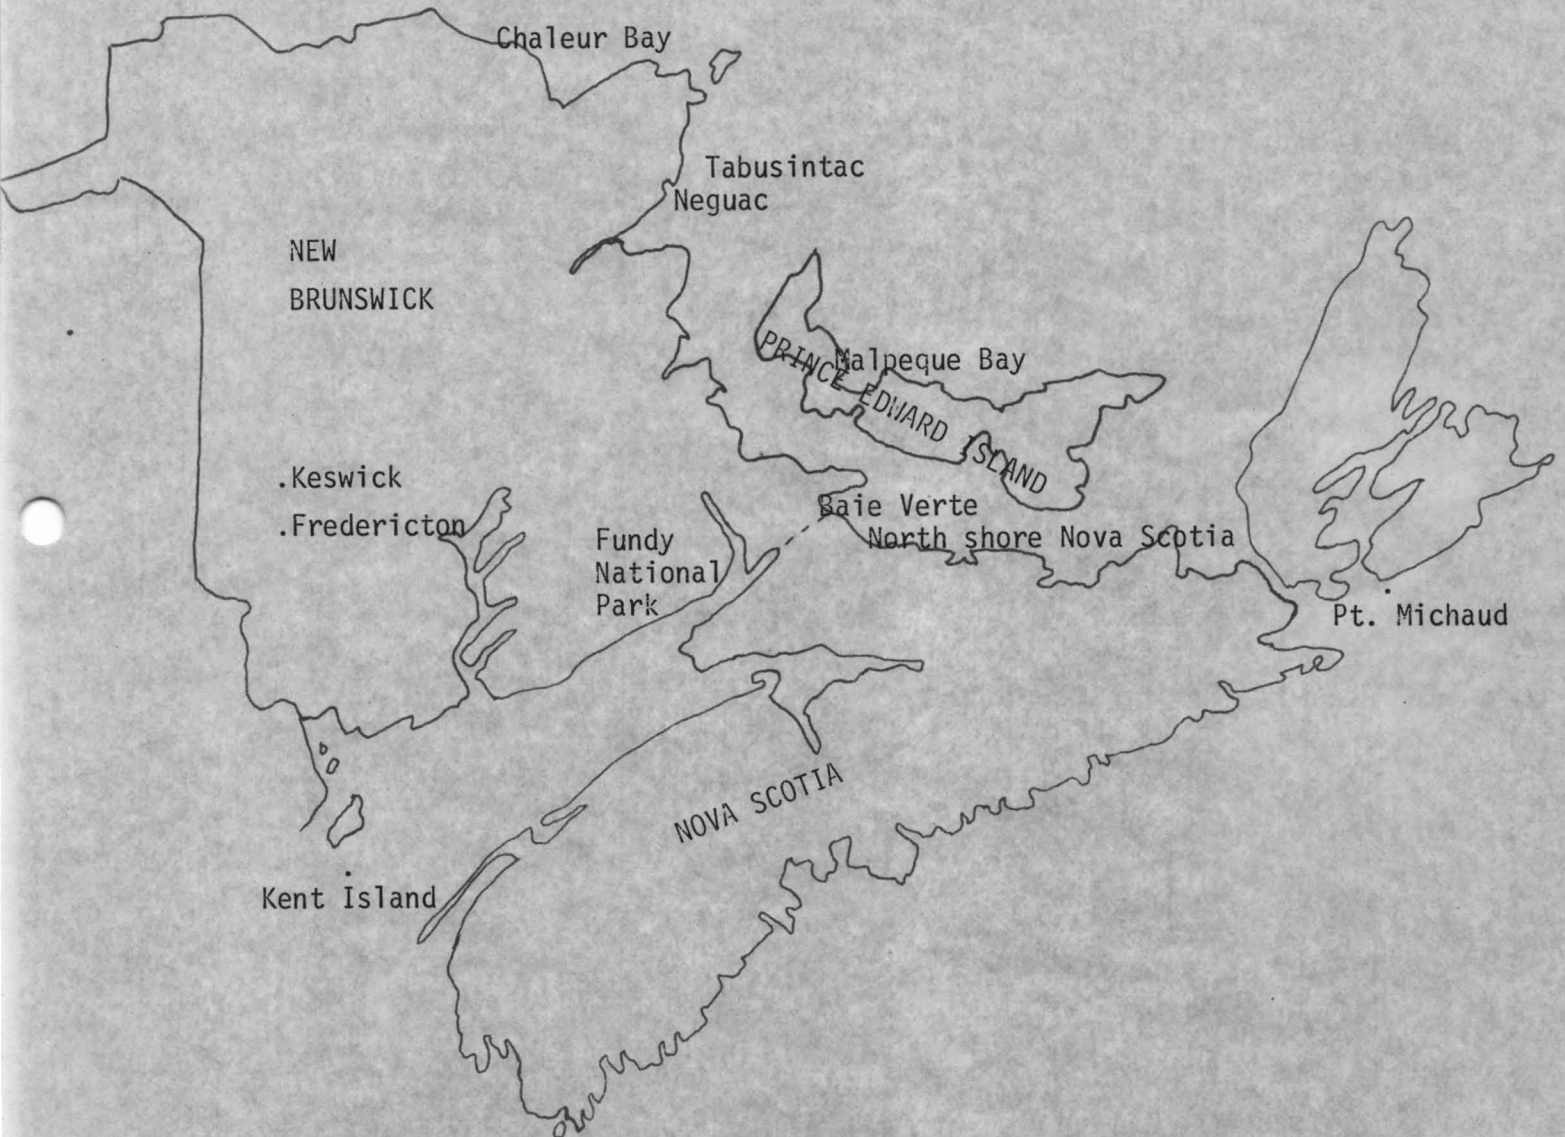 Chaleur Bay
Tabusintac
Neguac
NEW
BRUNSWICK
PRINCE EDWARD ISLAND
Malpeque Bay
.Keswick
.Fredericton
Baie Verte
North shore Nova Scotia
Fundy
National
Park
Pt. Michaud
NOVA SCOTIA
Kent Island